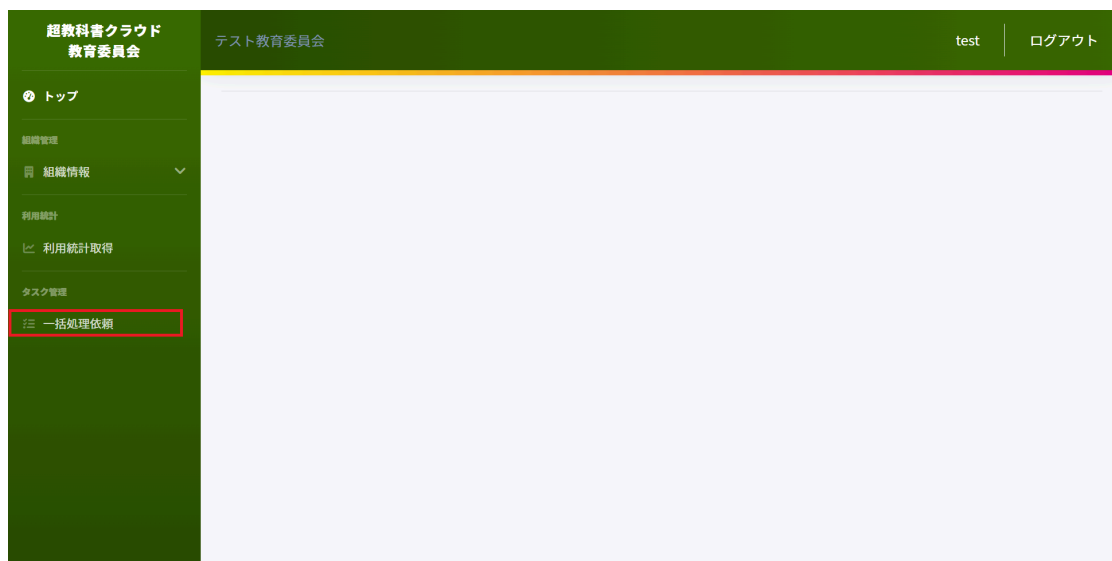 超教科書クラウド
教育委員会
テスト教育委員会
test
ログアウト
トップ
組織管理
組織情報
利用統計
利用統計取得
タスク管理
一括処理依頼